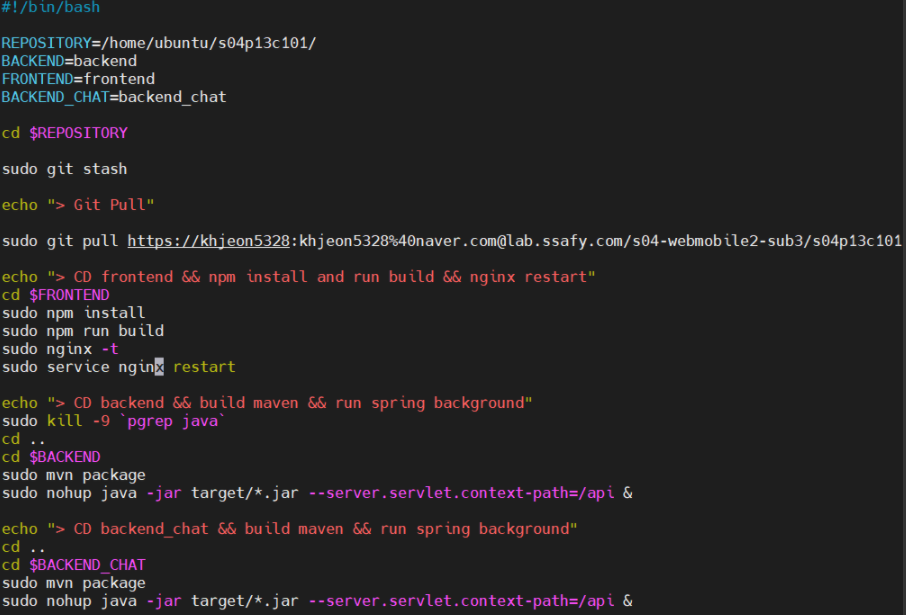 #!/bin/bash
REPOSITORY=/home/ubuntu/s04p13c101/
BACKEND=backend
FRONTEND=frontend
BACKEND_CHAT=backend_chat
cd $REPOSITORY
sudo git stash
echo "> Git Pull"
sudo git pull https://khjeon5328:khjeon5328%40naver.com@lab.ssafy.com/s04-webmobile2-sub3/s04p13c101
echo "> CD frontend && npm install and run build && nginx restart"
cd $FRONTEND
sudo npm install
sudo npm run build
sudo nginx -t
sudo service nginx restart
echo "> CD backend && build maven && run spring background"
sudo kill -9 `pgrep java`
cd ..
cd $BACKEND
sudo mvn package
sudo nohup java -jar target/*.jar --server.servlet.context-path=/api &
echo "> CD backend_chat && build maven && run spring background"
cd ..
cd $BACKEND_CHAT
sudo mvn package
sudo nohup java -jar target/*.jar --server.servlet.context-path=/api &